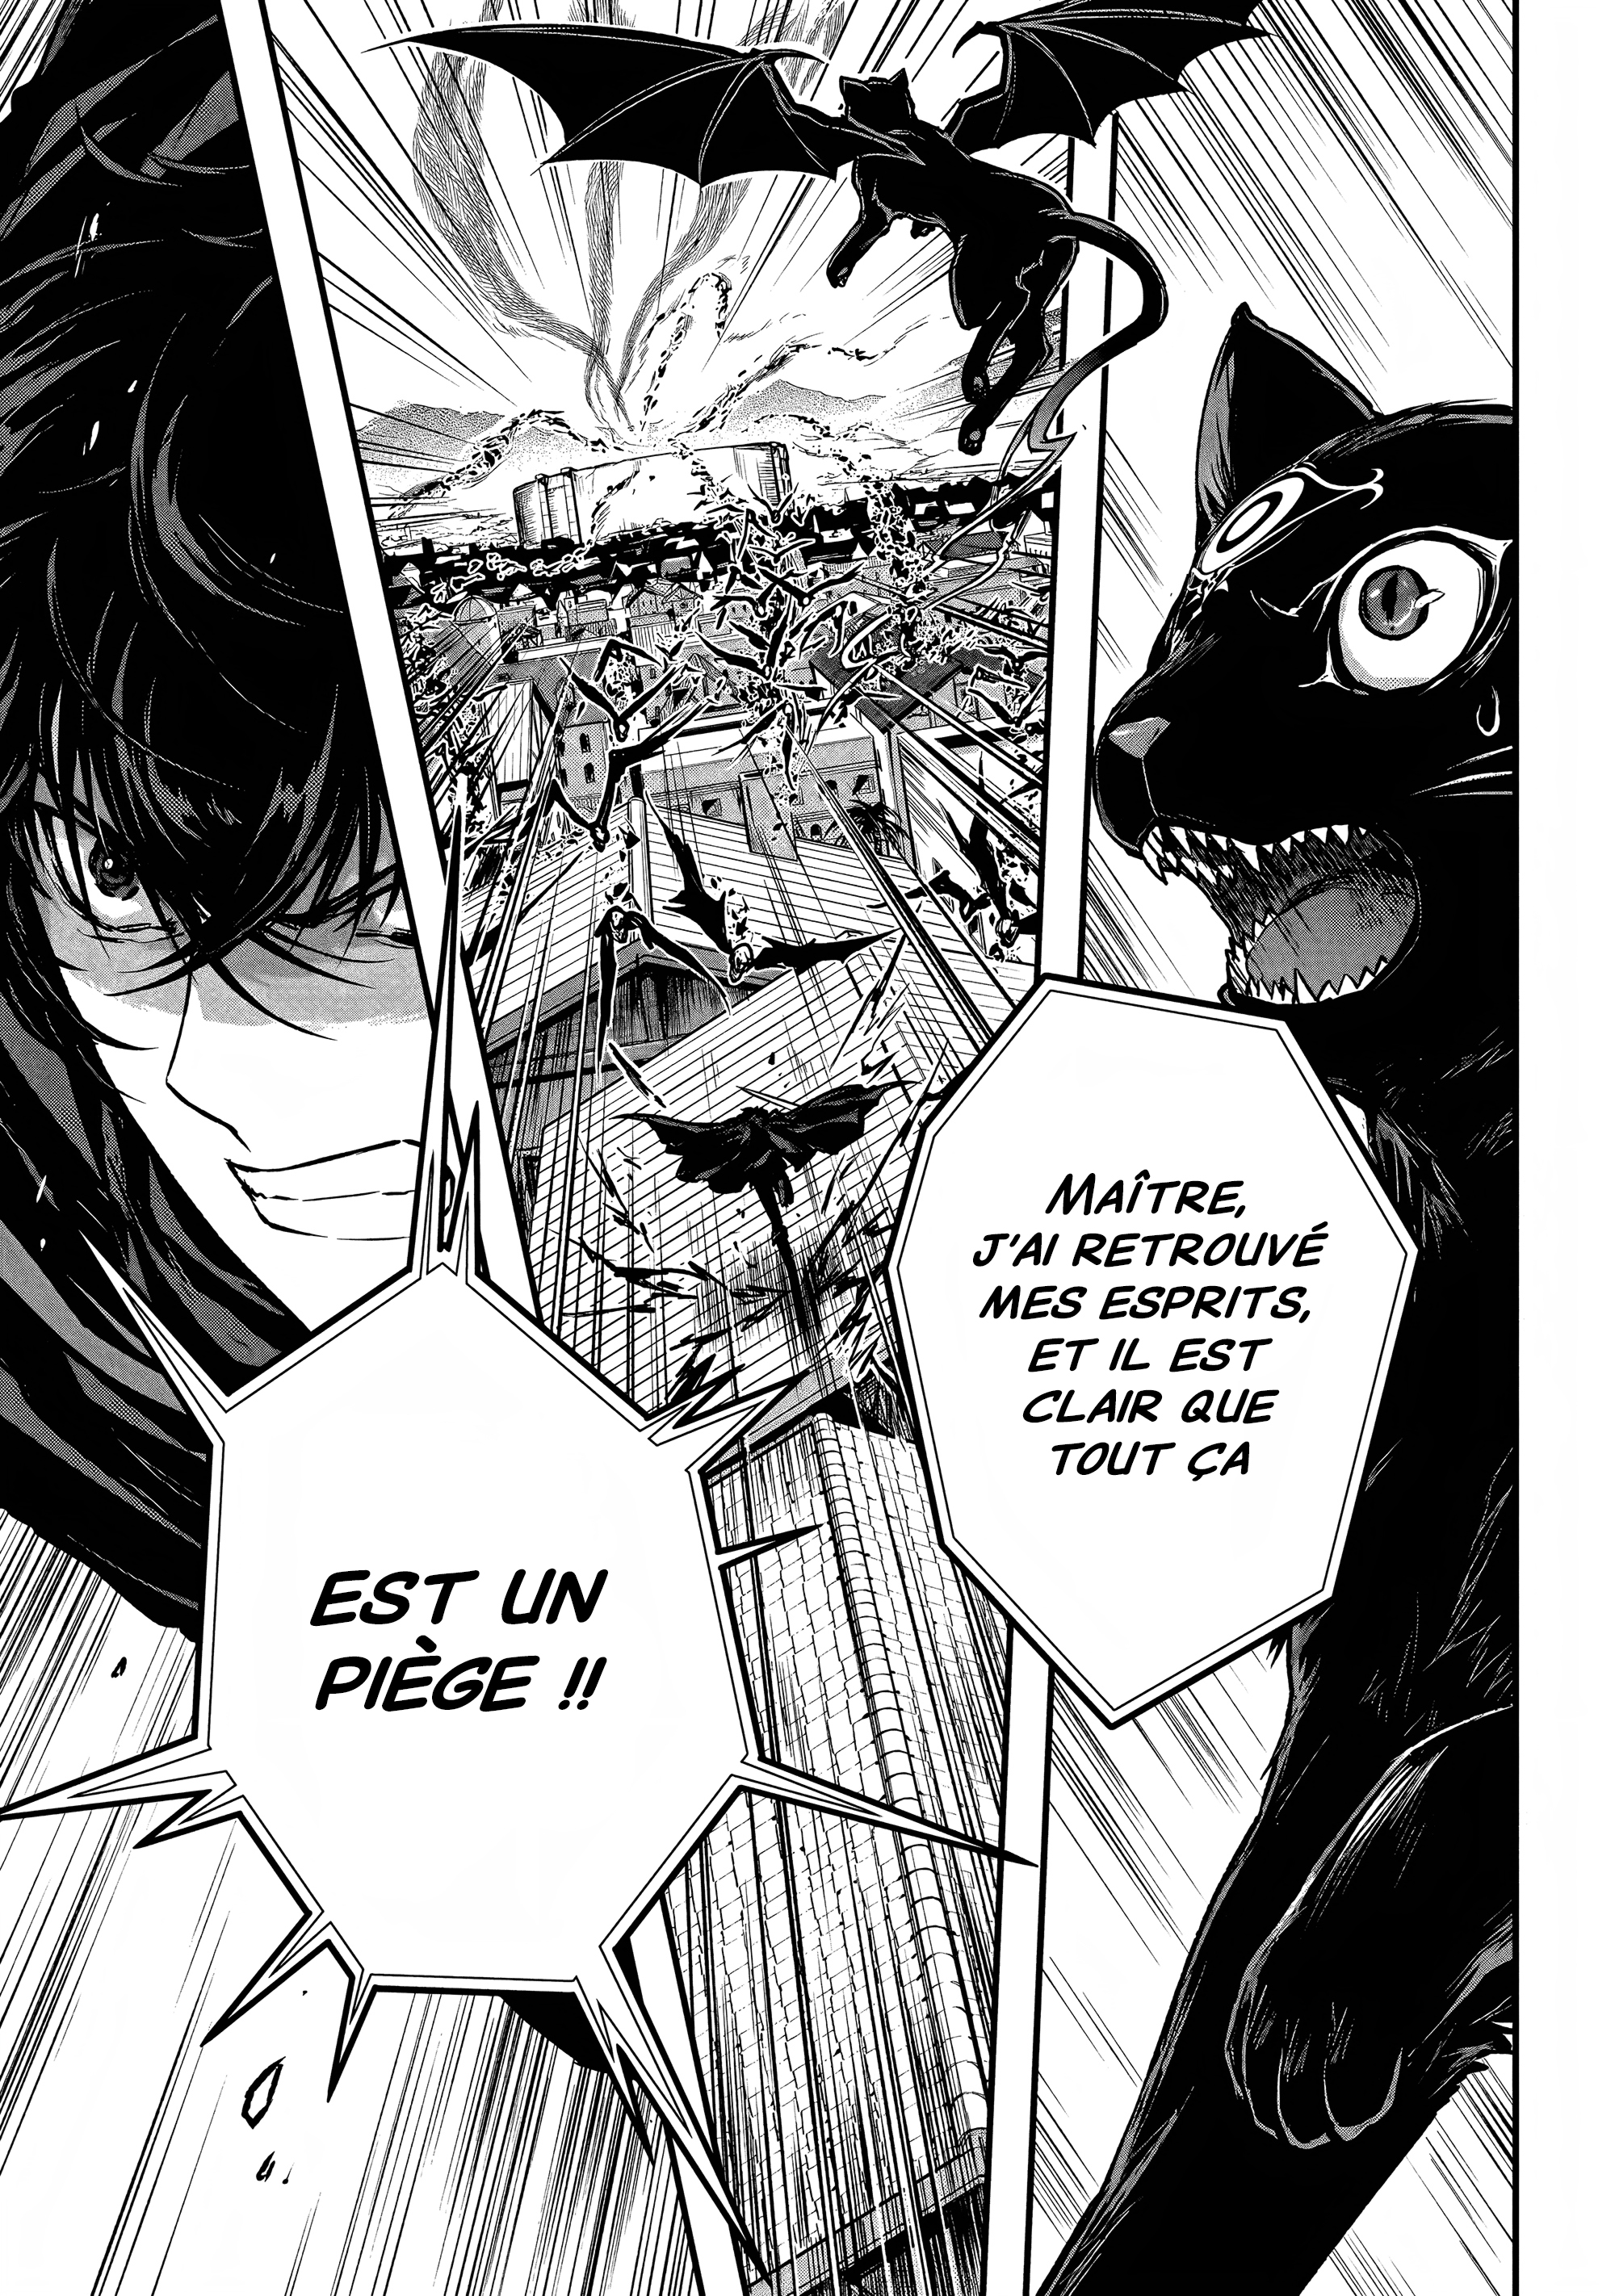 MAÎTRE,
J'AI RETROUVÉ
MES ESPRITS,
ET IL EST
CLAIR QUE
TOUT ÇA
EST UN
PIÈGE !!